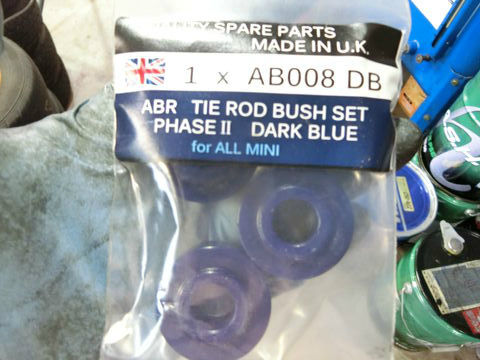 SPARE PARTS
MADE IN U.K.
1 x AB008 DB
ABR TIE ROD BUSH SET
PHASE II DARK BLUE
for ALL MINI